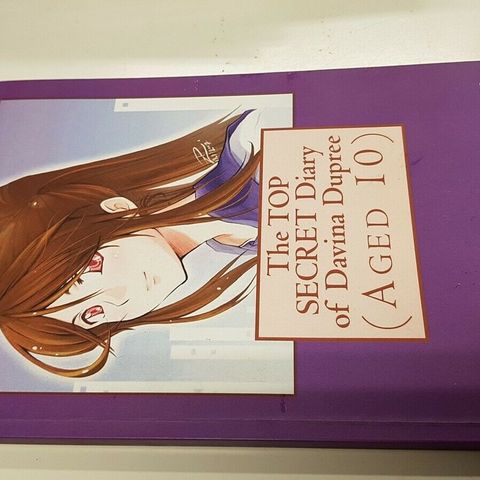 The TOP
SECRET Diary
of Davina Dupree
(AGED 10)